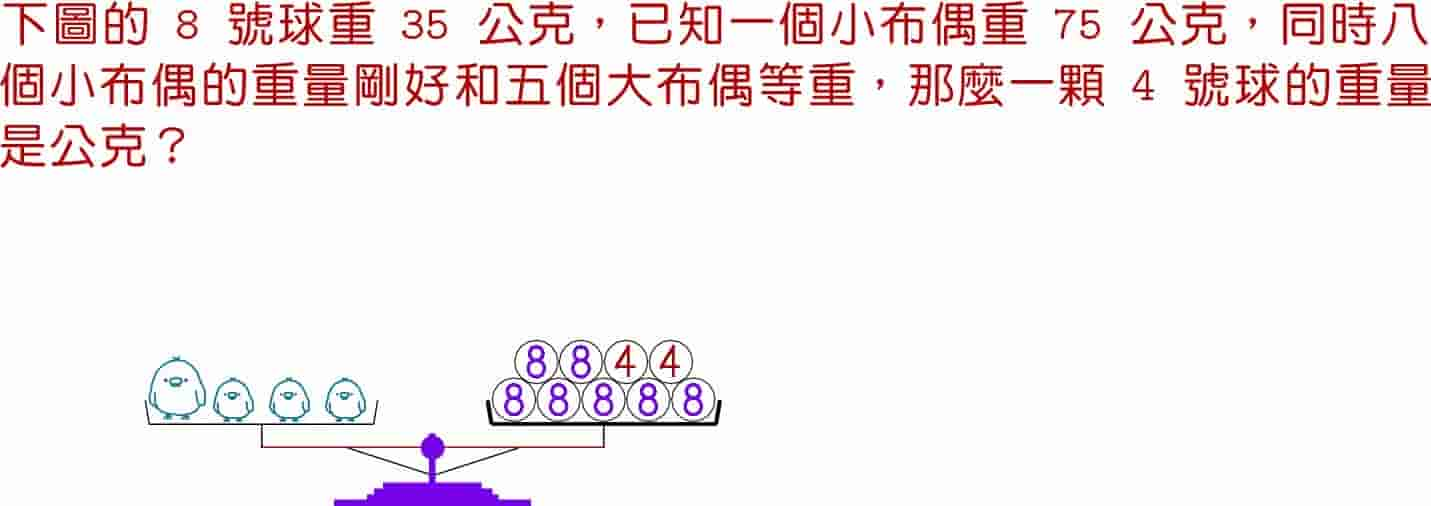 下圖的 8 號球重 35 公克，已知一個小布偶重 75 公克，同時八
個小布偶的重量剛好和五個大布偶等重，那麼一顆 4 號球的重量
是公克？
8 8 4 4
8 8 8 8 8